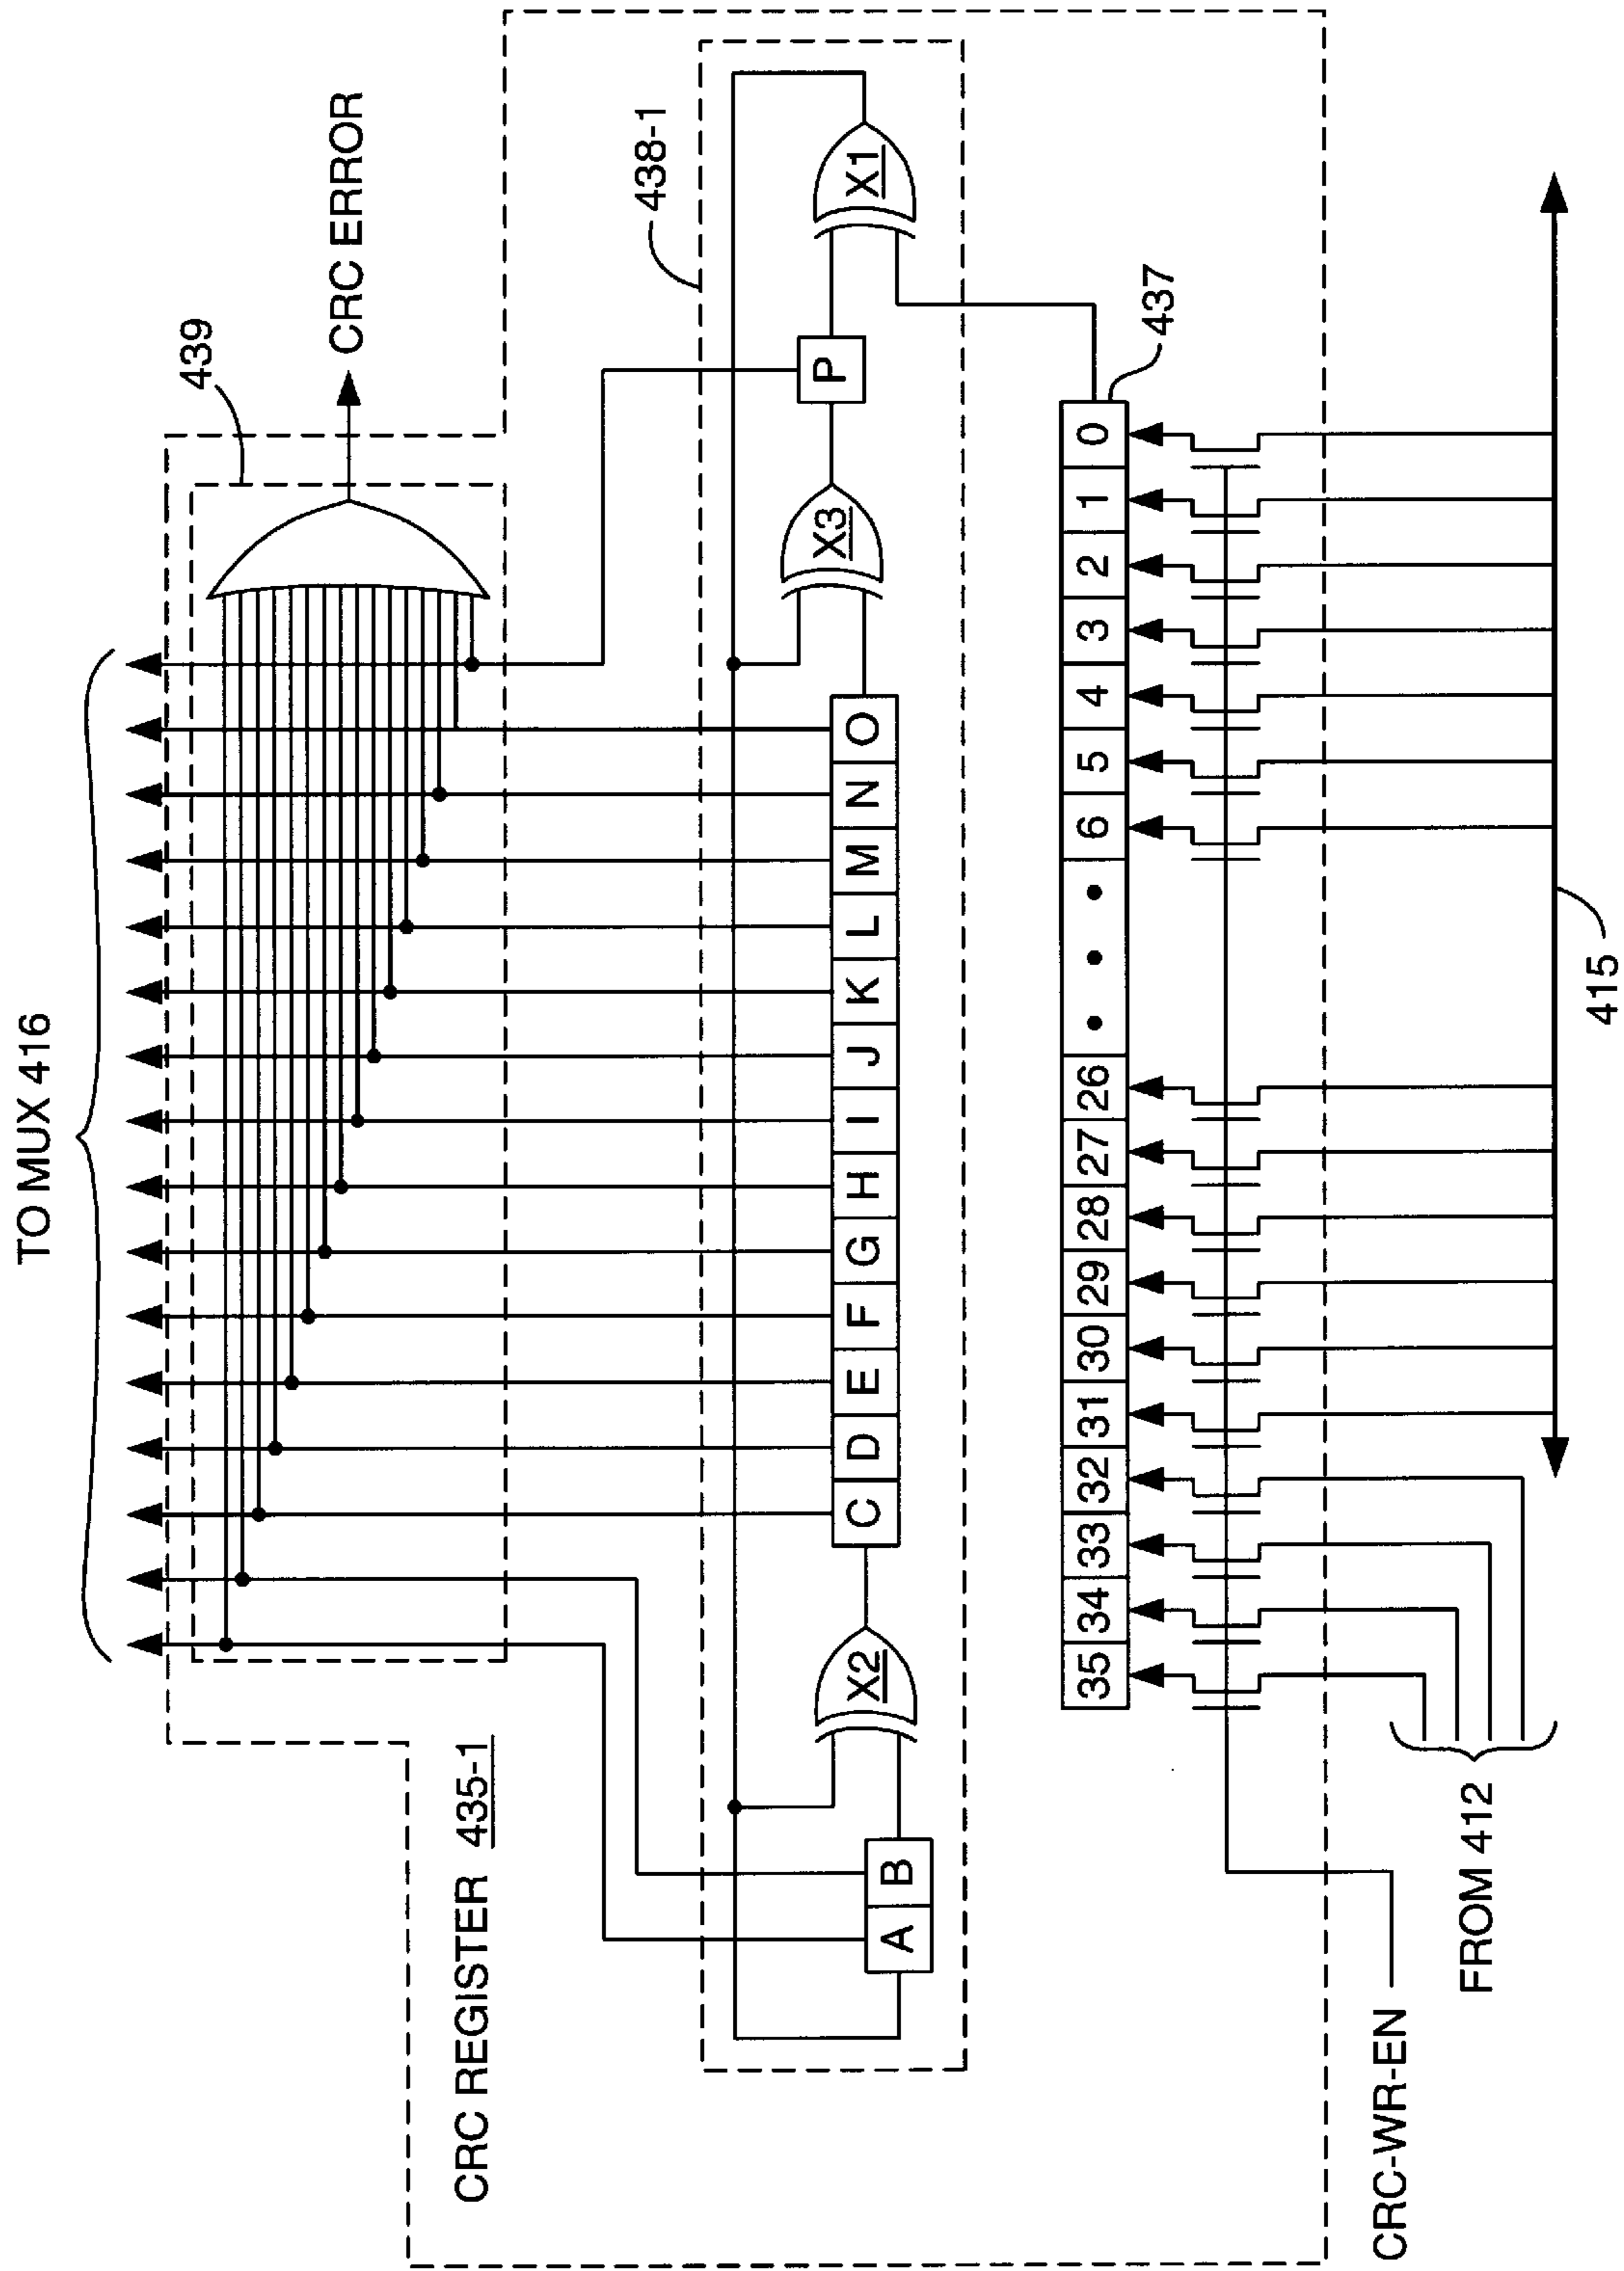 TO MUX 416
439
CRC ERROR
CRC REGISTER 435-1
438-1
A B
X2
C D E F G H I J K L M N O
X3
P
X1
35 34 33 32 31 30 29 28 27 26 • • • 6 5 4 3 2 1 0
437
CRC-WR-EN
FROM 412
415